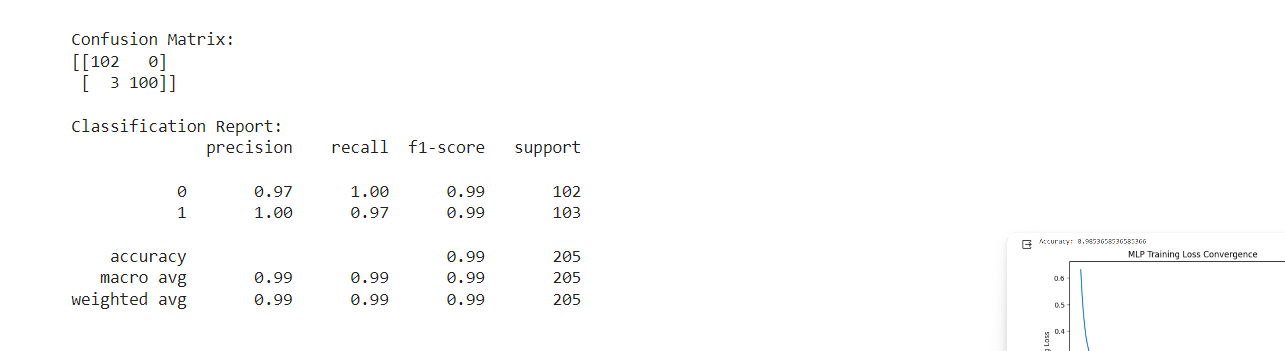 Confusion Matrix:
[[102   0]
 [  3 100]]
Classification Report:
              precision    recall  f1-score   support
           0       0.97      1.00      0.99       102
           1       1.00      0.97      0.99       103
    accuracy                           0.99       205
   macro avg       0.99      0.99      0.99       205
weighted avg       0.99      0.99      0.99       205
Accuracy: 0.9853658536585366
MLP Training Loss Convergence
0.6
0.5
0.4
g Loss